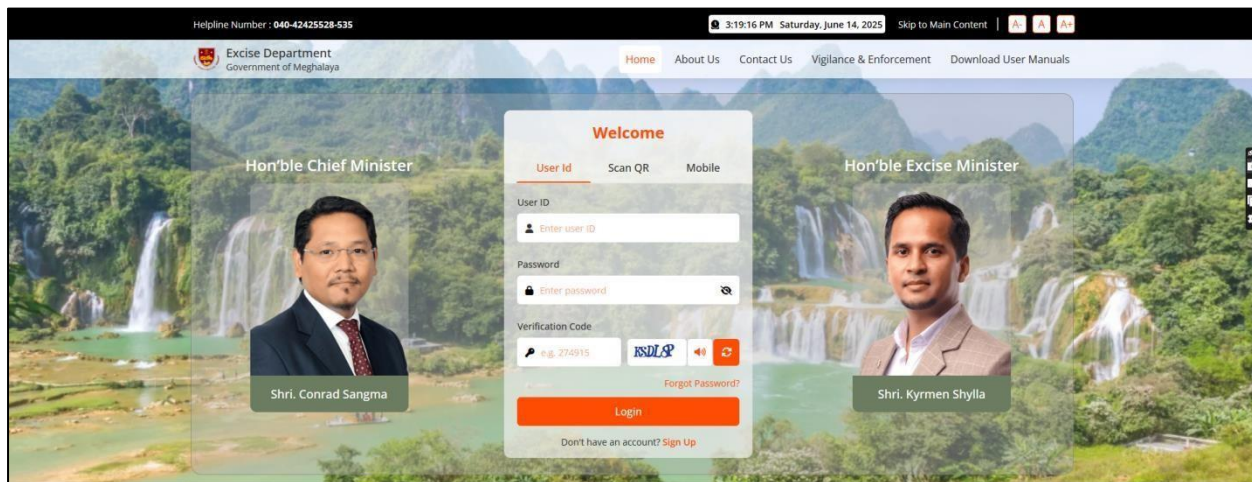 Helpline Number : 040-42425528-535
3:19:16 PM Saturday, June 14, 2025
Skip to Main Content | A- A A+
Excise Department
Government of Meghalaya
Home About Us Contact Us Vigilance & Enforcement Download User Manuals
Hon'ble Chief Minister
Shri. Conrad Sangma
Welcome
User Id Scan QR Mobile
User ID
Enter user ID
Password
Enter password
Verification Code
e.g. 274915
Forgot Password?
Login
Don't have an account? Sign Up
Hon'ble Excise Minister
Shri. Kyrmen Shylla